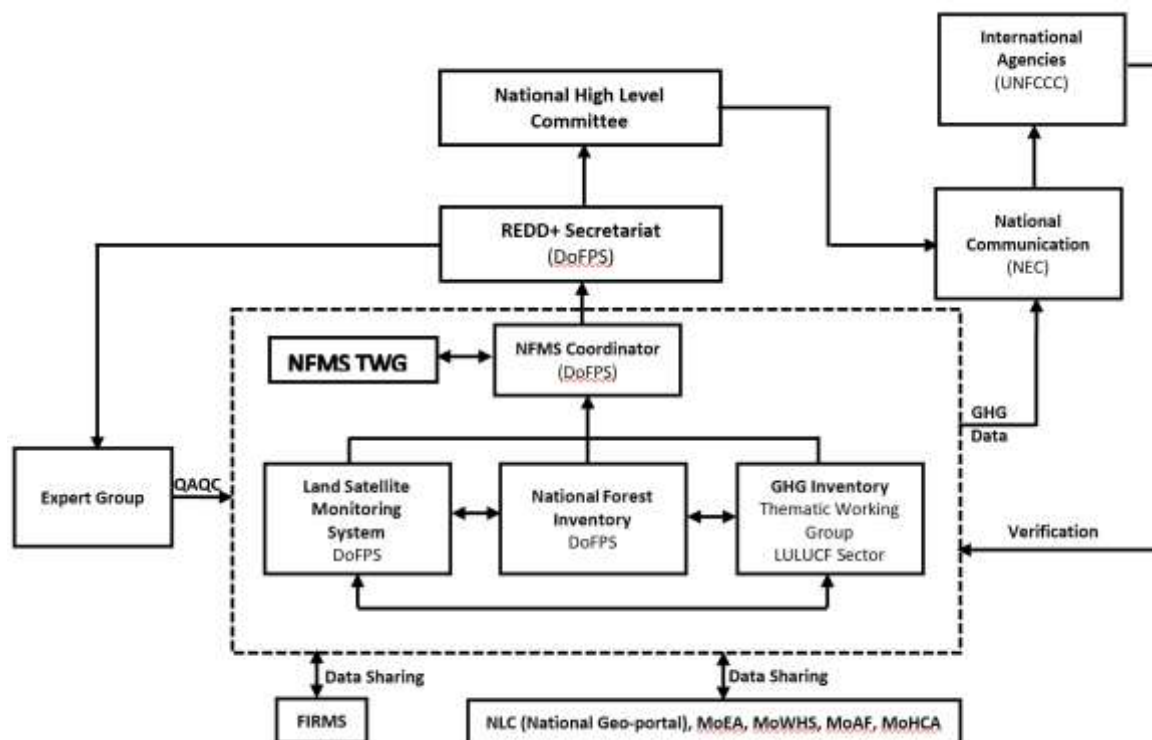 International
Agencies
(UNFCCC)
National High Level
Committee
REDD+ Secretariat
(DoFPS)
National
Communication
(NEC)
NFMS TWG
NFMS Coordinator
(DoFPS)
GHG
Data
Expert Group
QAQC
Land Satellite
Monitoring
System
DoFPS
National Forest
Inventory
DoFPS
GHG Inventory
Thematic Working
Group
LULUCF Sector
Verification
Data Sharing
Data Sharing
FIRMS
NLC (National Geo-portal), MoEA, MoWHS, MoAF, MoHCA